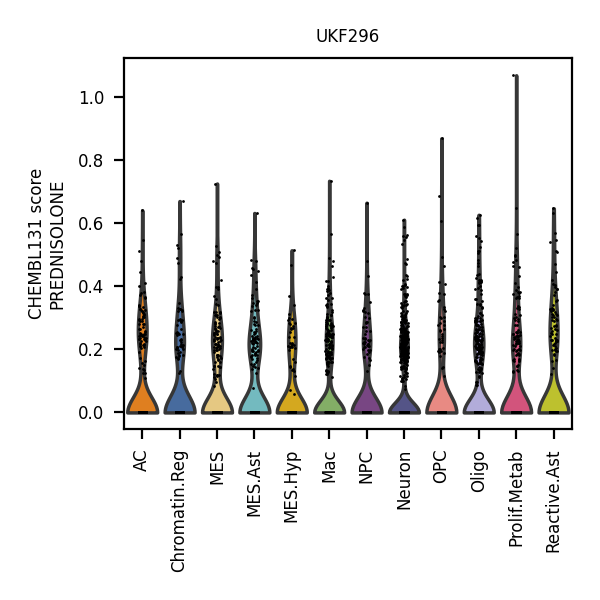 UKF296
CHEMBL131 score
PREDNISOLONE
1.0
0.8
0.6
0.4
0.2
0.0
AC
Chromatin.Reg
MES
MES.Ast
MES.Hyp
Mac
NPC
Neuron
OPC
Oligo
Prolif.Metab
Reactive.Ast